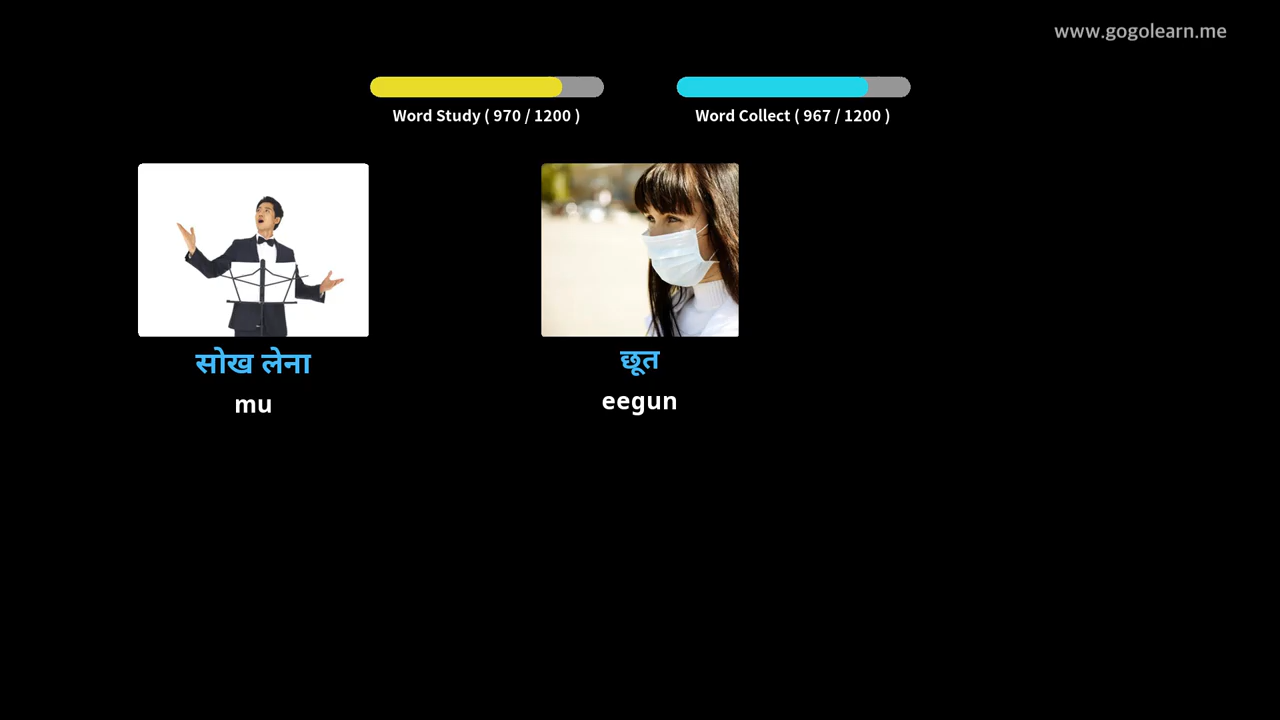 www.gogolearn.me
Word Study ( 970 / 1200 )
Word Collect ( 967 / 1200 )
सोख लेना
mu
छूत
eegun